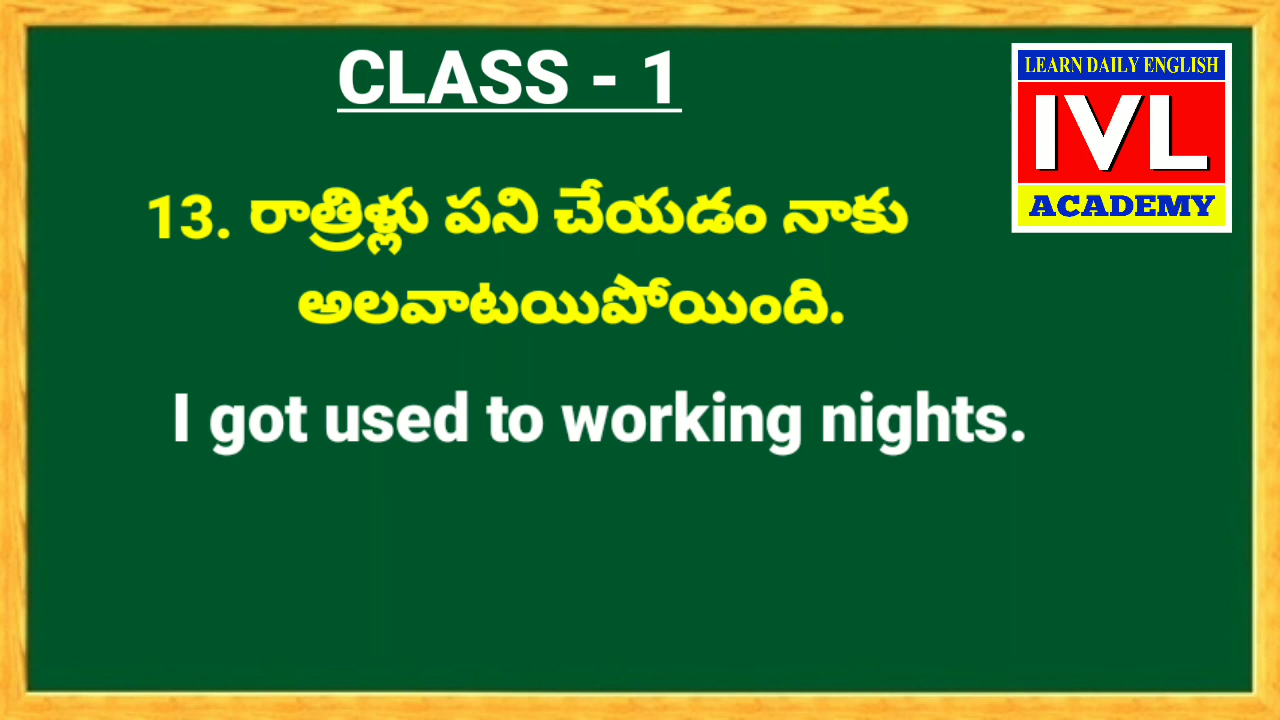 CLASS - 1
LEARN DAILY ENGLISH
IVL
ACADEMY
13. రాత్రిళ్లు పని చేయడం నాకు
అలవాటయిపోయింది.
I got used to working nights.